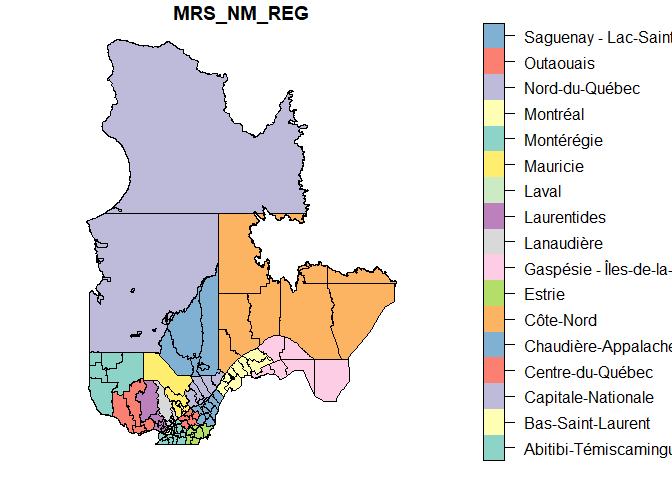 MRS_NM_REG
Saguenay - Lac-Saint
Outaouais
Nord-du-Québec
Montréal
Montérégie
Mauricie
Laval
Laurentides
Lanaudière
Gaspésie - Îles-de-la-
Estrie
Côte-Nord
Chaudière-Appalache
Centre-du-Québec
Capitale-Nationale
Bas-Saint-Laurent
Abitibi-Témiscamingu